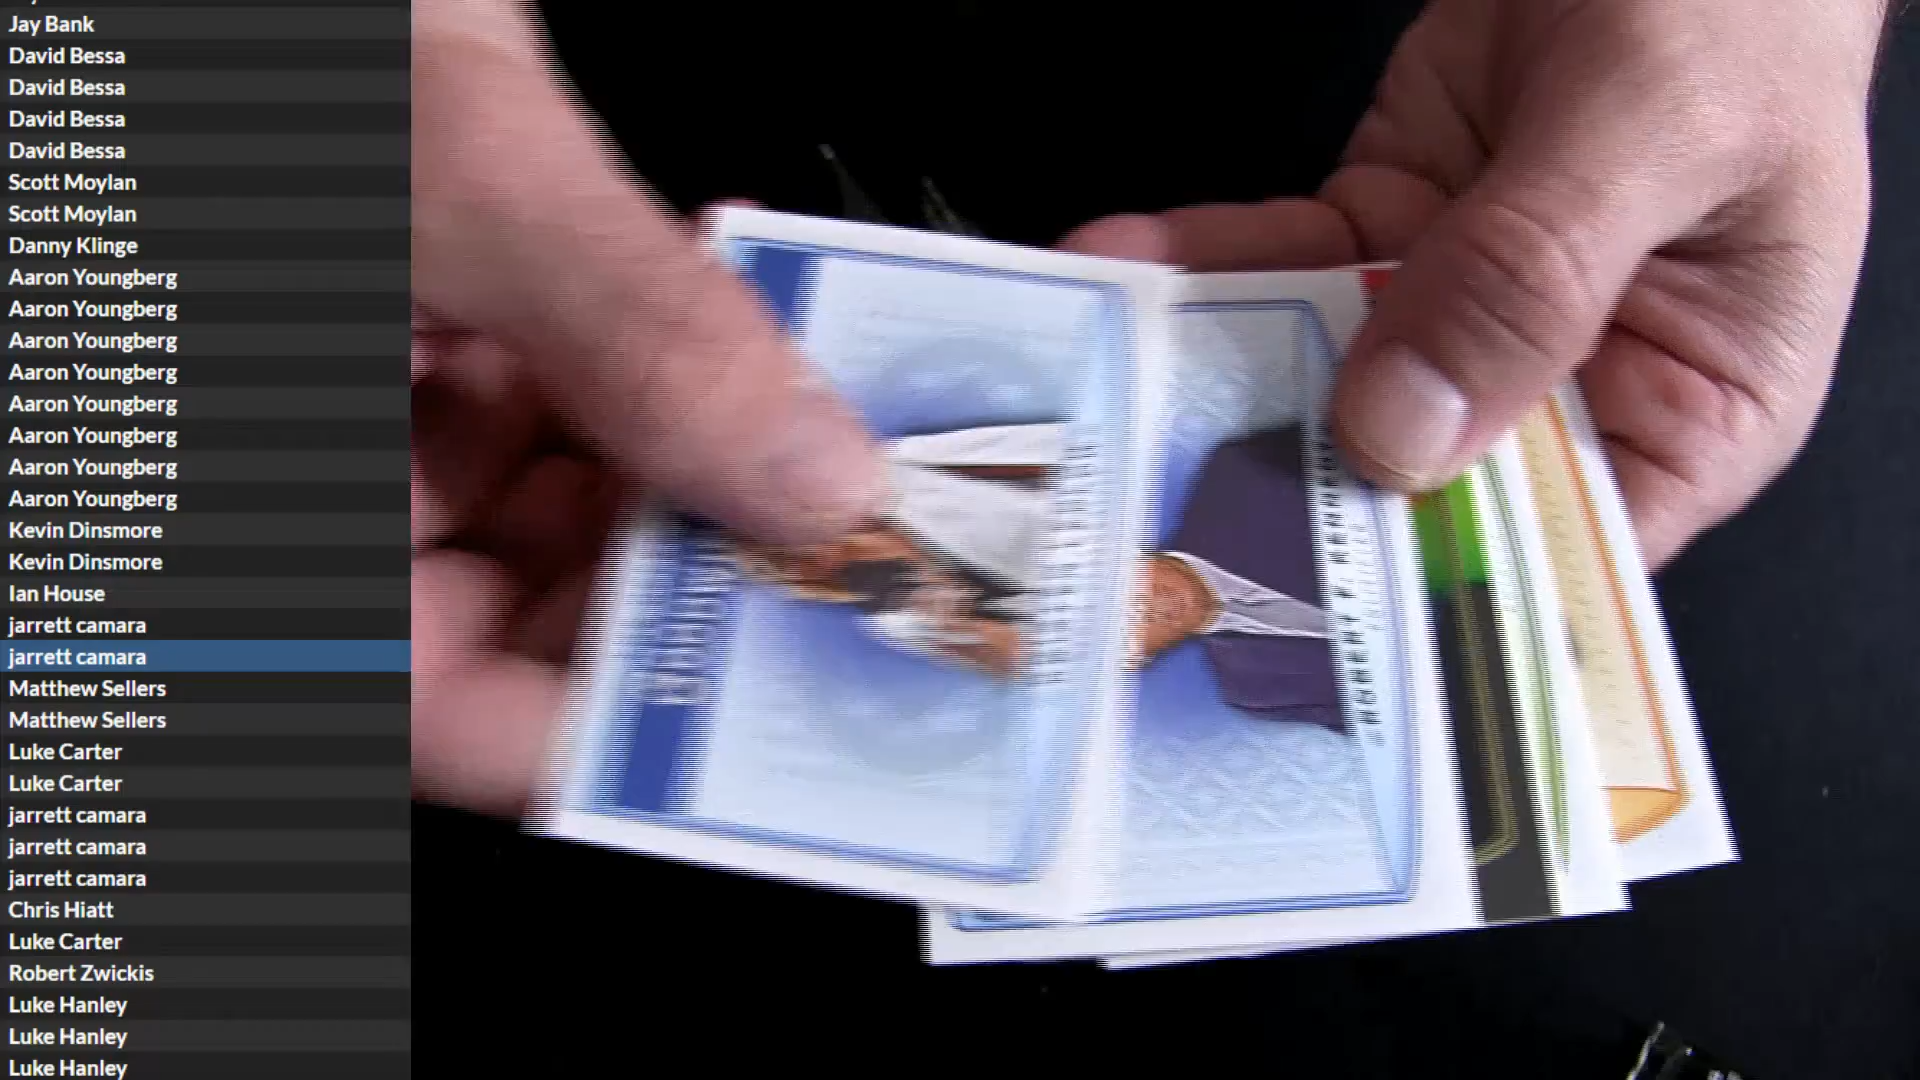 Jay Bank
David Bessa
David Bessa
David Bessa
David Bessa
Scott Moylan
Scott Moylan
Danny Klinge
Aaron Youngberg
Aaron Youngberg
Aaron Youngberg
Aaron Youngberg
Aaron Youngberg
Aaron Youngberg
Aaron Youngberg
Aaron Youngberg
Kevin Dinsmore
Kevin Dinsmore
Ian House
jarrett camara
jarrett camara
Matthew Sellers
Matthew Sellers
Luke Carter
Luke Carter
jarrett camara
jarrett camara
jarrett camara
Chris Hiatt
Luke Carter
Robert Zwickis
Luke Hanley
Luke Hanley
Luke Hanley
ROBERT F. KENNEDY